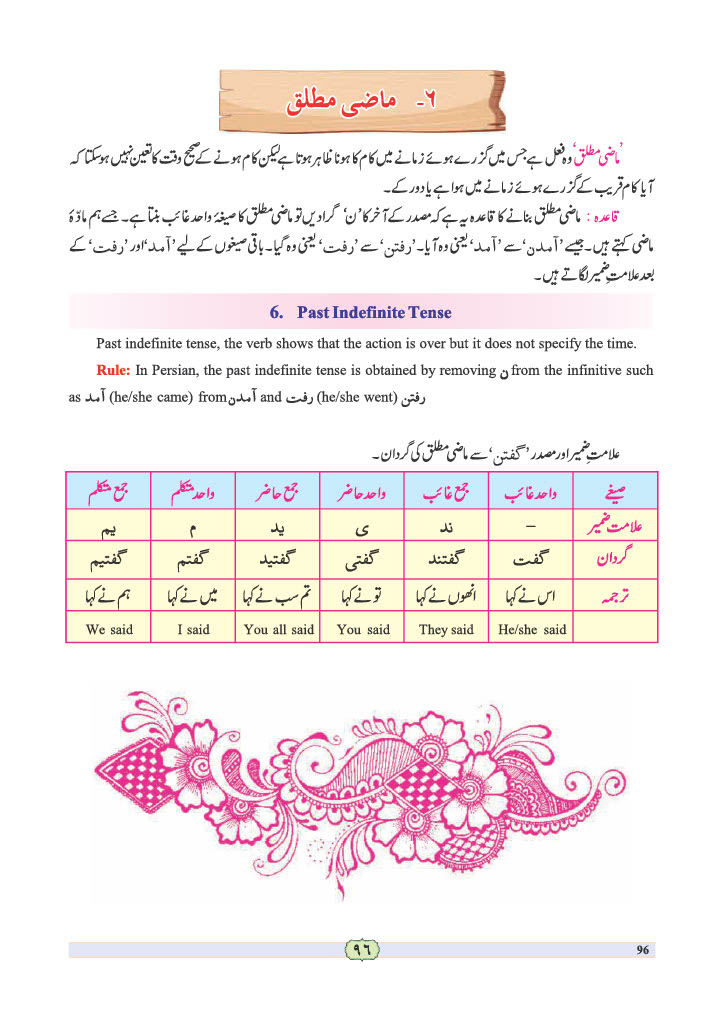 ۶- ماضی مطلق
’ماضی مطلق‘ وہ فعل ہے جس میں گزرے ہوئے زمانے میں کام کا ہونا ظاہر ہوتا ہے لیکن کام ہونے کے صحیح وقت کا تعین نہیں ہوسکتا کہ
آیا کام قریب کے گزرے ہوئے زمانے میں ہوا ہے یا دور کے۔
قاعدہ : ماضی مطلق بنانے کا قاعدہ یہ ہے کہ مصدر کے آخر کا ’ن‘ گرادیں تو ماضی مطلق کا صیغۂ واحد غائب بنتا ہے۔ جسے ہم مادّۂ
ماضی کہتے ہیں۔ جیسے ’آمدن‘ سے ’آمد‘ یعنی وہ آیا۔ ’رفتن‘ سے ’رفت‘ یعنی وہ گیا۔ باقی صیغوں کے لیے ’آمد‘ اور ’رفت‘ کے
بعد علامتِ ضمیر لگاتے ہیں۔
6. Past Indefinite Tense
Past indefinite tense, the verb shows that the action is over but it does not specify the time.
Rule: In Persian, the past indefinite tense is obtained by removing ن from the infinitive such
as آمد (he/she came) from آمدن and رفت (he/she went) رفتن
علامتِ ضمیر اور مصدر ’گفتن‘ سے ماضی مطلق کی گردان۔
صیغے واحد غائب جمع غائب واحد حاضر جمع حاضر واحد متکلم جمع متکلم
علامت ضمیر – ند ی ید م یم
گردان گفت گفتند گفتی گفتید گفتم گفتیم
ترجمہ اس نے کہا انھوں نے کہا تو نے کہا تم سب نے کہا میں نے کہا ہم نے کہا
We said I said You all said You said They said He/she said
۹۶
96